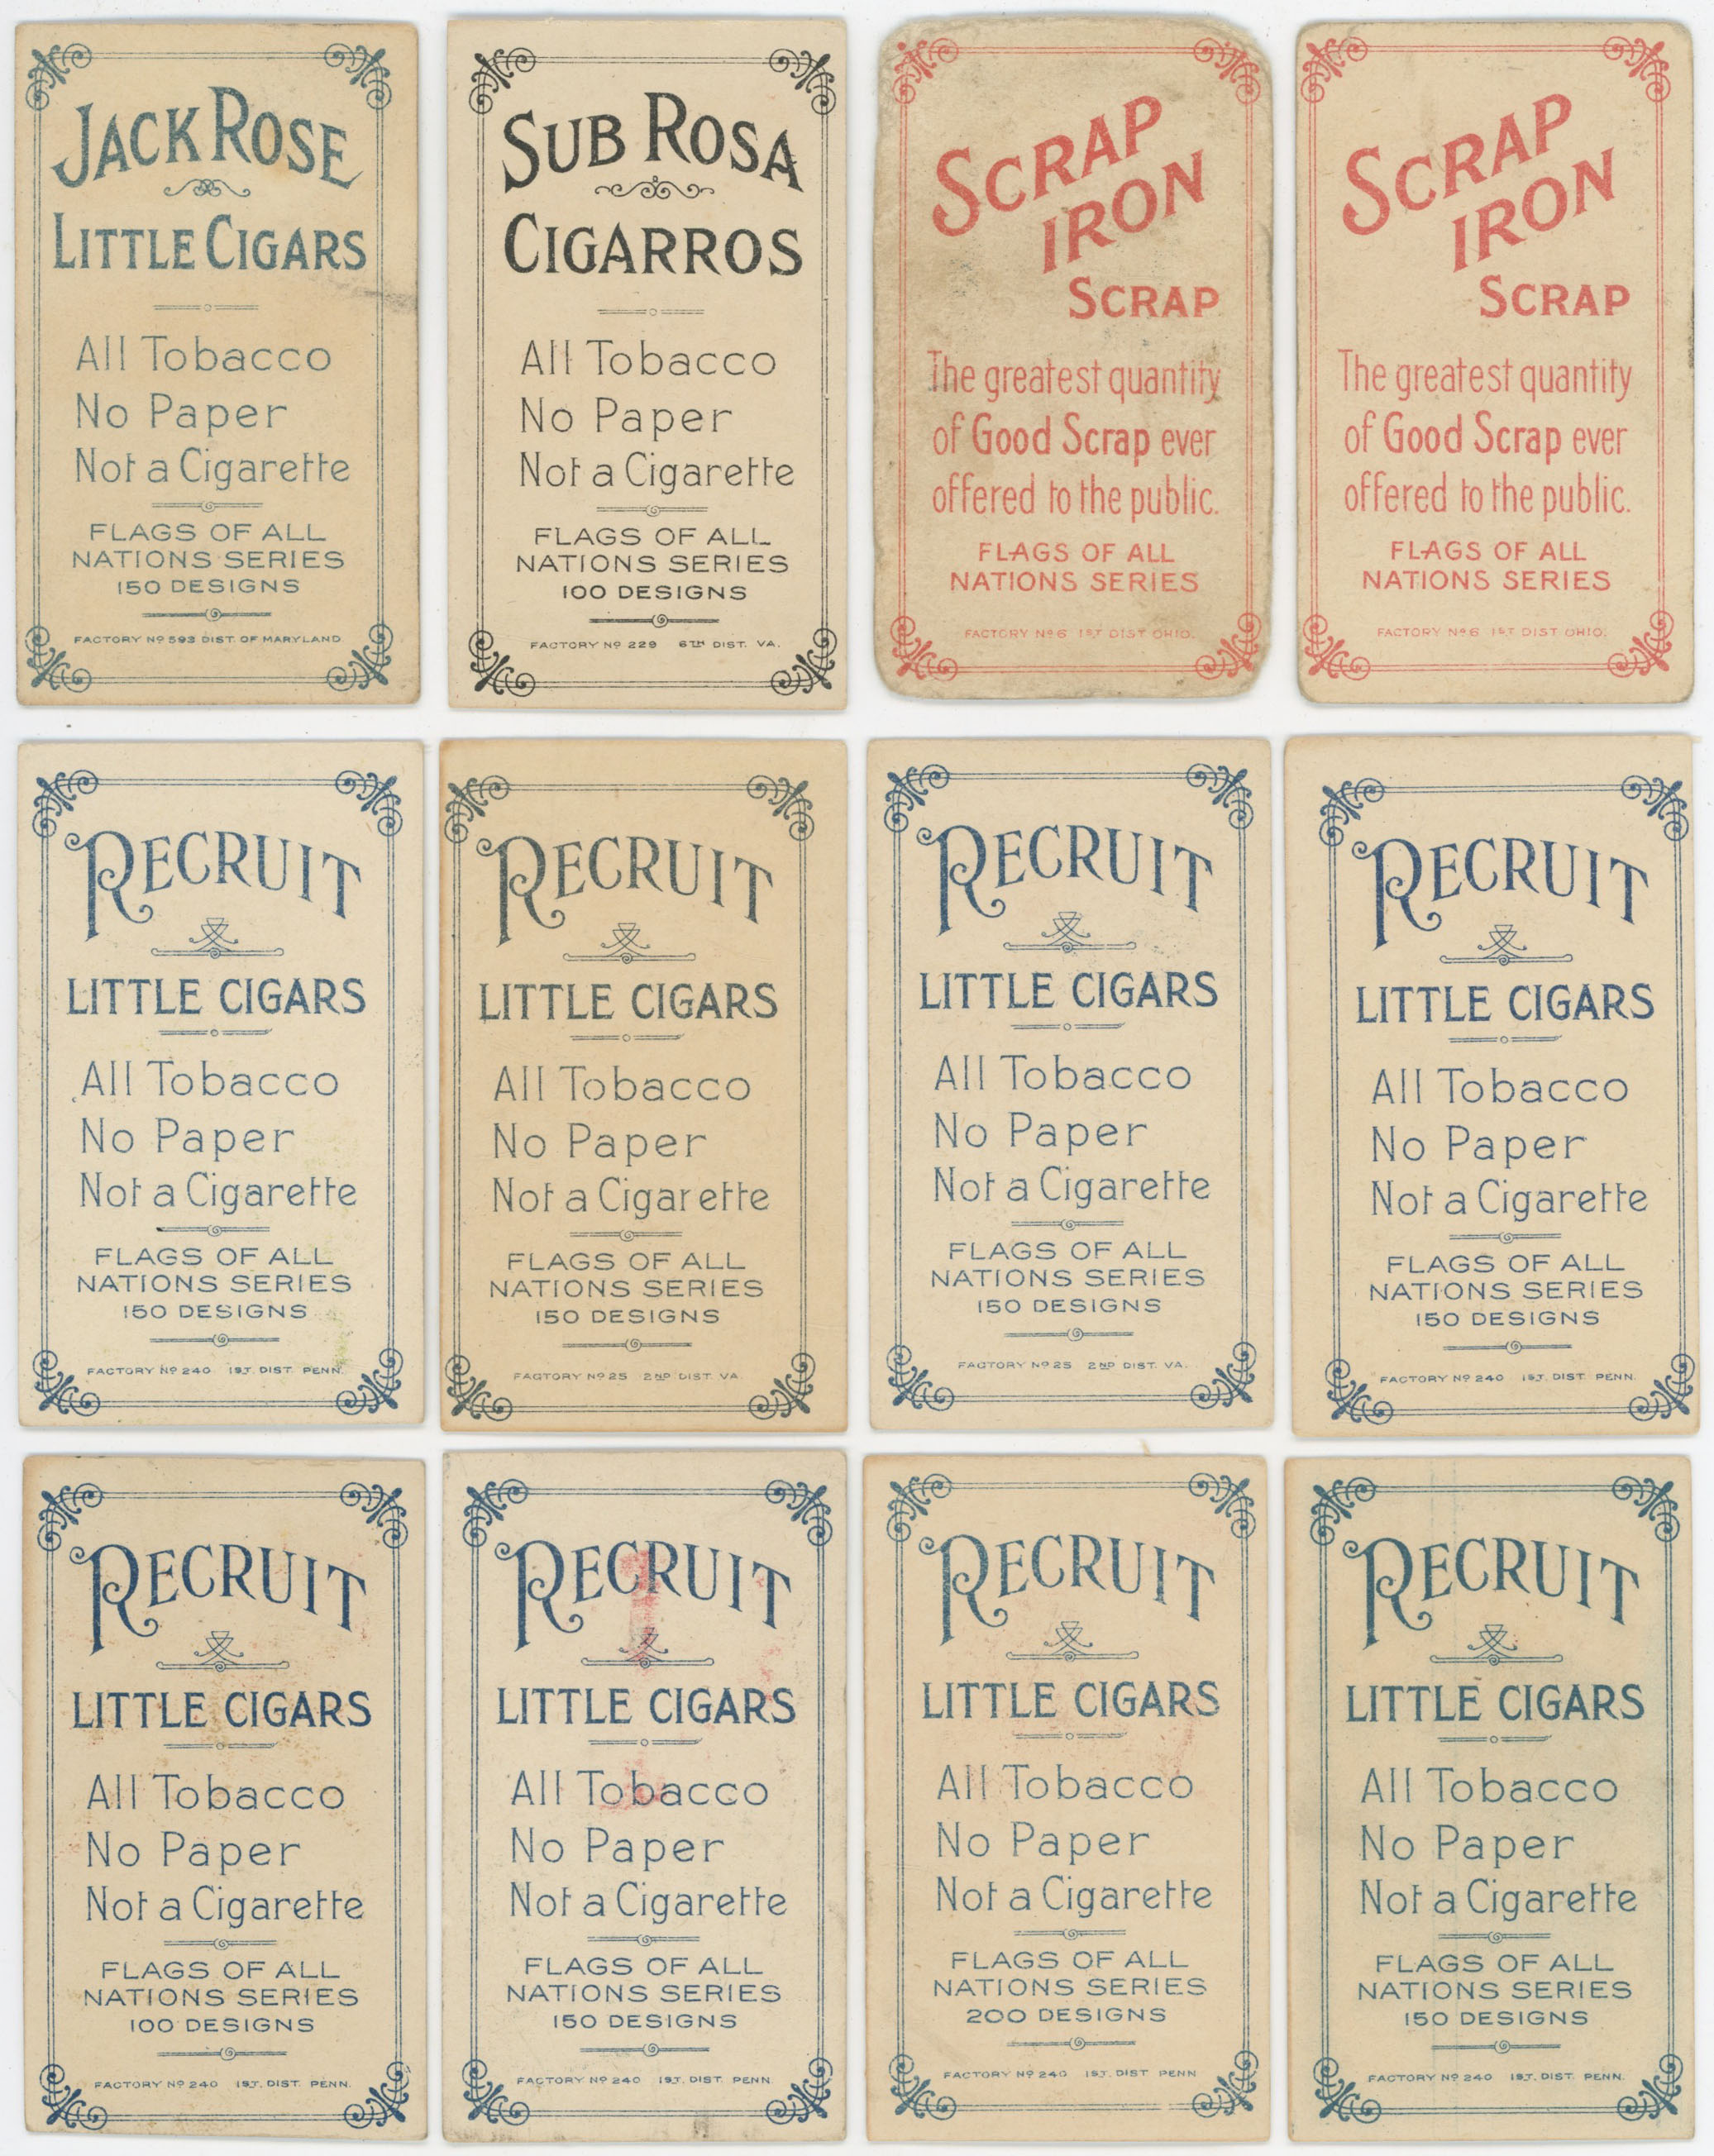 JACK ROSE
LITTLE CIGARS
All Tobacco
No Paper
Not a Cigarette
FLAGS OF ALL
NATIONS SERIES
150 DESIGNS
FACTORY Nº 593 DIST. OF MARYLAND
SUB ROSA
CIGARROS
All Tobacco
No Paper
Not a Cigarette
FLAGS OF ALL
NATIONS SERIES
100 DESIGNS
FACTORY Nº 229 6TH DIST. VA.
SCRAP
IRON
SCRAP
The greatest quantity
of Good Scrap ever
offered to the public.
FLAGS OF ALL
NATIONS SERIES
FACTORY Nº 6 1ST DIST. OHIO.
SCRAP
IRON
SCRAP
The greatest quantity
of Good Scrap ever
offered to the public.
FLAGS OF ALL
NATIONS SERIES
FACTORY Nº 6 1ST DIST. OHIO.
RECRUIT
LITTLE CIGARS
All Tobacco
No Paper
Not a Cigarette
FLAGS OF ALL
NATIONS SERIES
150 DESIGNS
FACTORY Nº 240 1ST. DIST. PENN.
RECRUIT
LITTLE CIGARS
All Tobacco
No Paper
Not a Cigarette
FLAGS OF ALL
NATIONS SERIES
150 DESIGNS
FACTORY Nº 25 2ND DIST. VA.
RECRUIT
LITTLE CIGARS
All Tobacco
No Paper
Not a Cigarette
FLAGS OF ALL
NATIONS SERIES
150 DESIGNS
FACTORY Nº 25 2ND DIST. VA.
RECRUIT
LITTLE CIGARS
All Tobacco
No Paper
Not a Cigarette
FLAGS OF ALL
NATIONS SERIES
150 DESIGNS
FACTORY Nº 240 1ST. DIST. PENN.
RECRUIT
LITTLE CIGARS
All Tobacco
No Paper
Not a Cigarette
FLAGS OF ALL
NATIONS SERIES
100 DESIGNS
FACTORY Nº 240 1ST. DIST. PENN.
RECRUIT
LITTLE CIGARS
All Tobacco
No Paper
Not a Cigarette
FLAGS OF ALL
NATIONS SERIES
150 DESIGNS
FACTORY Nº 240 1ST. DIST. PENN.
RECRUIT
LITTLE CIGARS
All Tobacco
No Paper
Not a Cigarette
FLAGS OF ALL
NATIONS SERIES
200 DESIGNS
FACTORY Nº 240 1ST. DIST. PENN
RECRUIT
LITTLE CIGARS
All Tobacco
No Paper
Not a Cigarette
FLAGS OF ALL
NATIONS SERIES
150 DESIGNS
FACTORY Nº 240 1ST. DIST. PENN.